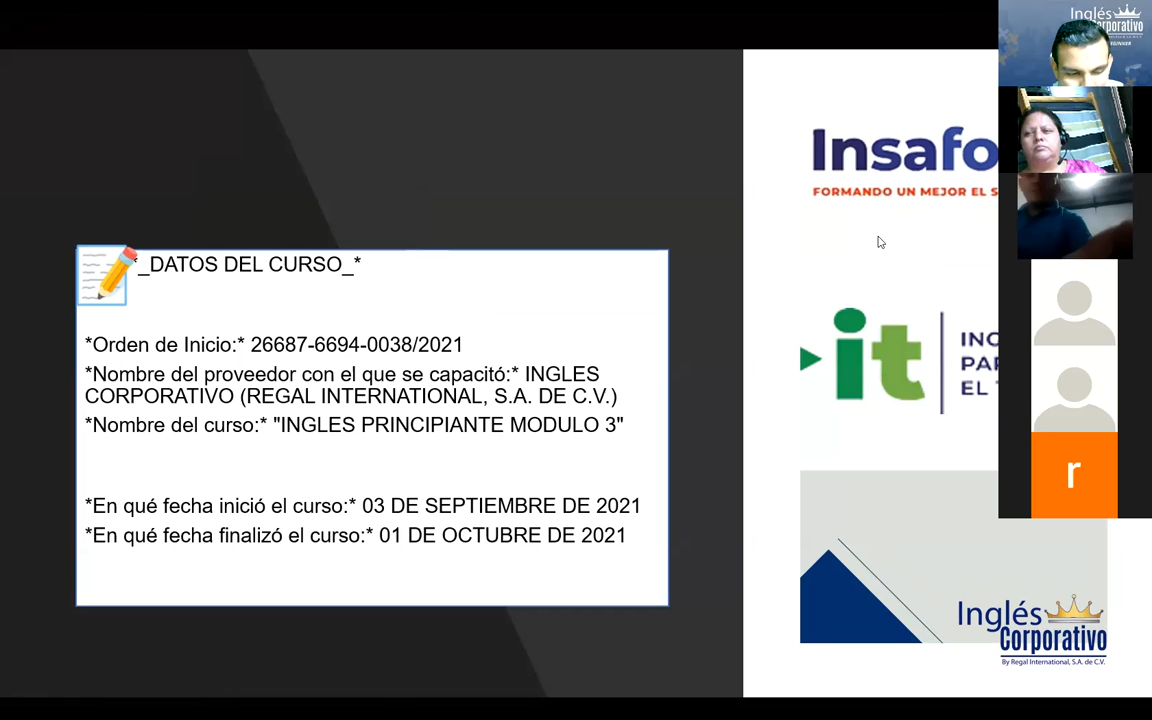 *_DATOS DEL CURSO_*
*Orden de Inicio:* 26687-6694-0038/2021
*Nombre del proveedor con el que se capacitó:* INGLES
CORPORATIVO (REGAL INTERNATIONAL, S.A. DE C.V.)
*Nombre del curso:* "INGLES PRINCIPIANTE MODULO 3"
*En qué fecha inició el curso:* 03 DE SEPTIEMBRE DE 2021
*En qué fecha finalizó el curso:* 01 DE OCTUBRE DE 2021
Insafo
FORMANDO UN MEJOR EL S
it
ING
PAR
EL T
Inglés
Corporativo
By Regal International, S.A. de C.V.
Inglés
Corporativo
r